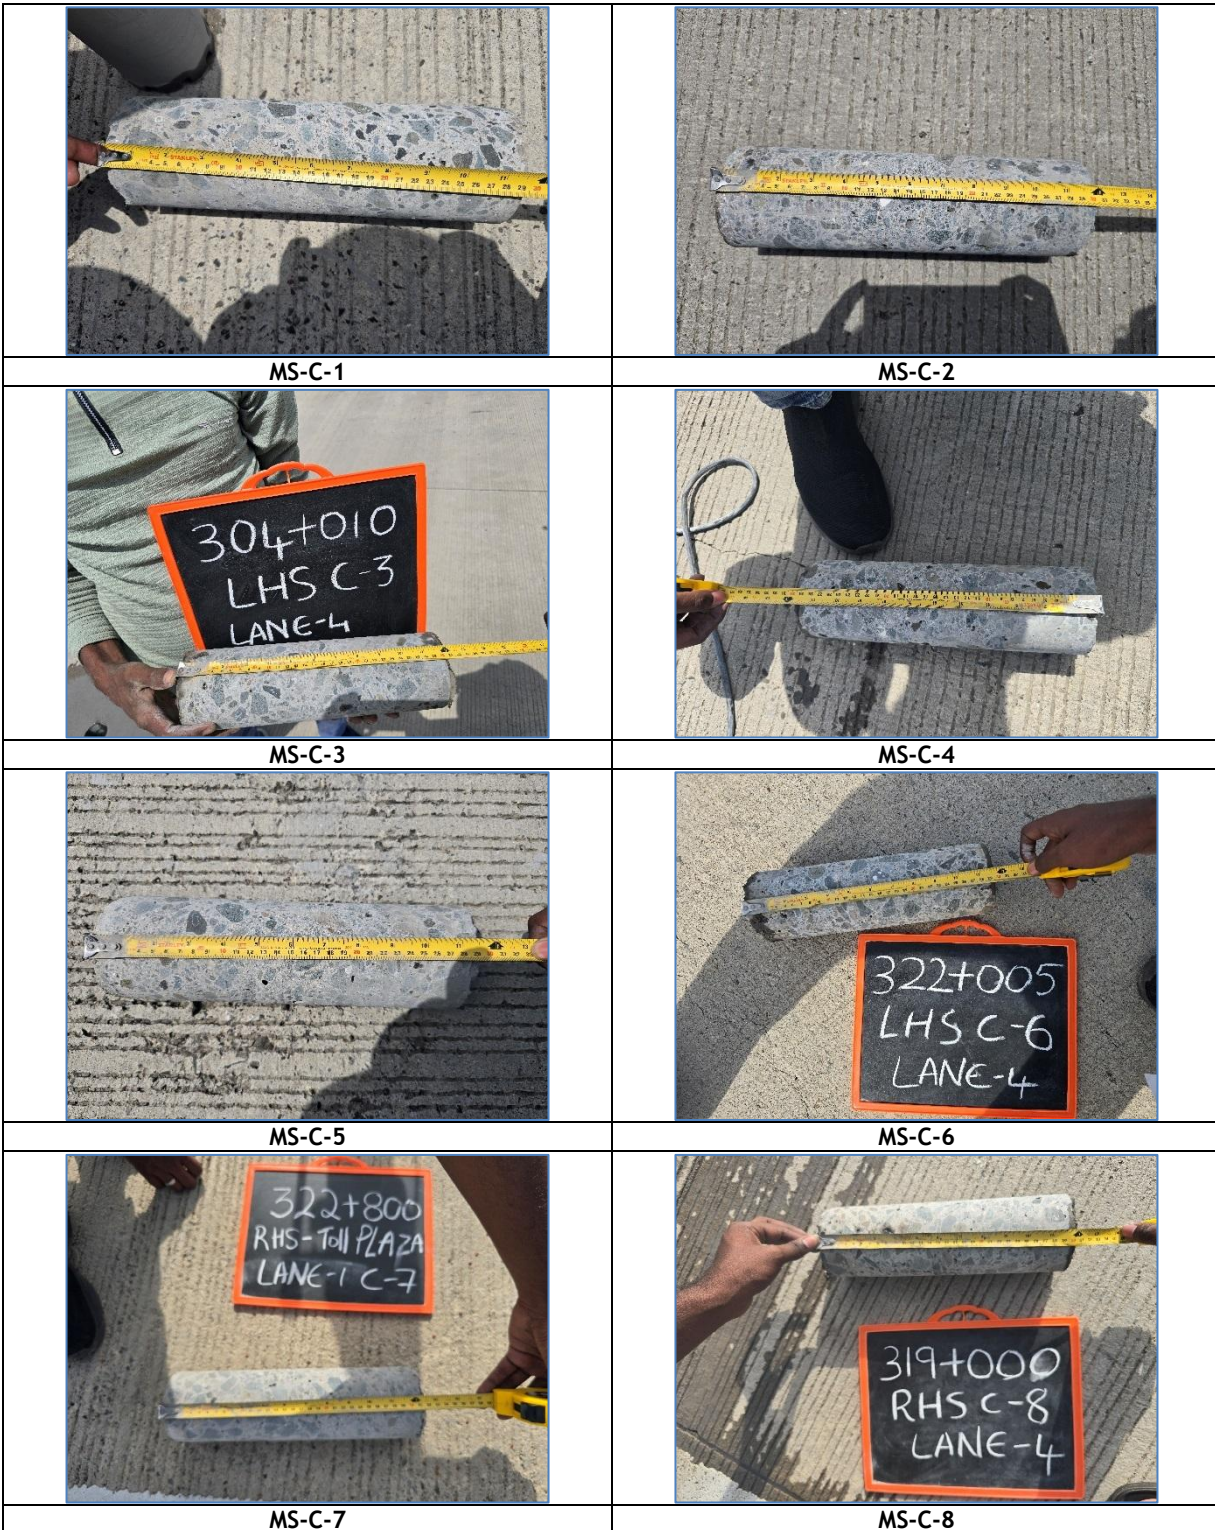 MS-C-1
MS-C-2
304+010
LHS C-3
LANE-4
MS-C-3
MS-C-4
MS-C-5
322+005
LHS C-6
LANE-4
MS-C-6
322+800
RHS-Toll PLAZA
LANE-1 C-7
MS-C-7
319+000
RHS C-8
LANE-4
MS-C-8